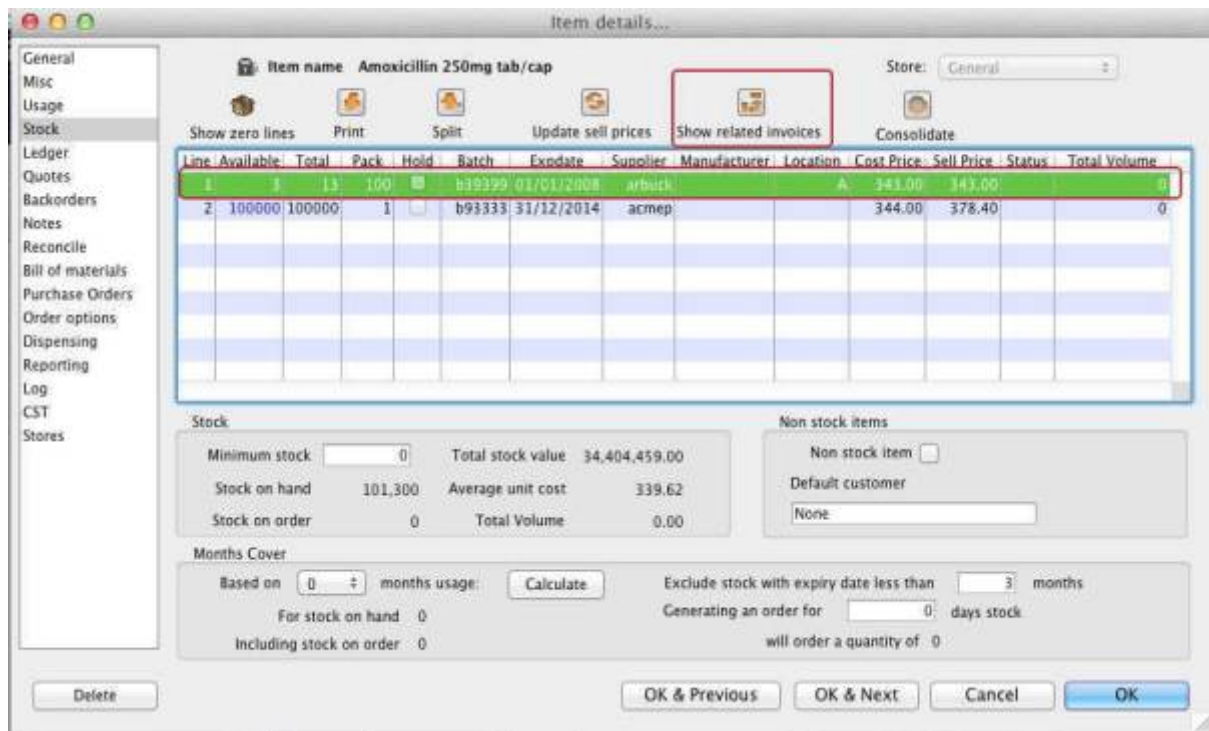 Item details...
General
Misc
Usage
Stock
Ledger
Quotes
Backorders
Notes
Reconcile
Bill of materials
Purchase Orders
Order options
Dispensing
Reporting
Log
CST
Stores
Item name Amoxicillin 250mg tab/cap
Store: General
Show zero lines Print Split Update sell prices Show related invoices Consolidate
Line Available Total Pack Hold Batch Expdate Supplier Manufacturer Location Cost Price Sell Price Status Total Volume
1 3 13 100 b39399 01/01/2008 arbuck A 343.00 343.00 0
2 100000 100000 1 b93333 31/12/2014 acmep 344.00 378.40 0
Stock
Minimum stock 0 Total stock value 34,404,459.00
Stock on hand 101,300 Average unit cost 339.62
Stock on order 0 Total Volume 0.00
Non stock items
Non stock item
Default customer
None
Months Cover
Based on 0 months usage: Calculate Exclude stock with expiry date less than 3 months
For stock on hand 0 Generating an order for 0 days stock
Including stock on order 0 will order a quantity of 0
Delete OK & Previous OK & Next Cancel OK